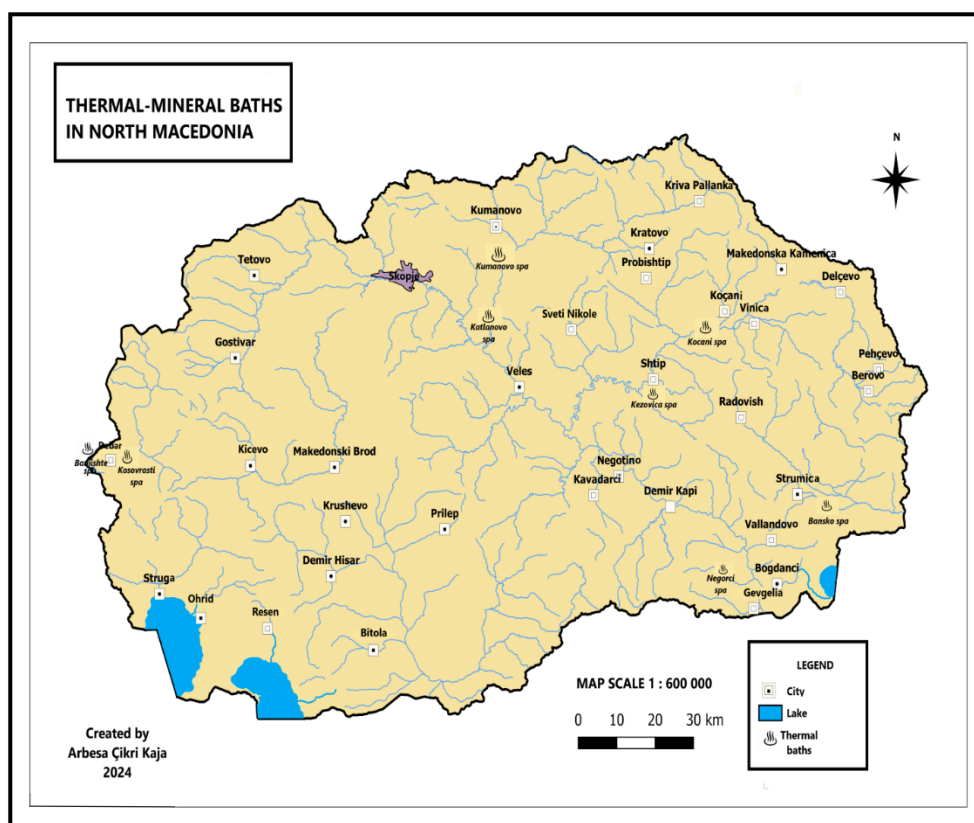 THERMAL-MINERAL BATHS
IN NORTH MACEDONIA
N
Kriva Pallanka
Kumanovo
Kratovo
Kumanovo spa
Probishtip
Makedonska Kamenica
Tetovo
Skopje
Delçevo
Koçani
Vinica
Katlanovo
spa
Sveti Nikole
Kocani spa
Gostivar
Pehçevo
Veles
Shtip
Berovo
Kezovica spa
Radovish
Debar
Banjishte
spa
Kosovrasti
spa
Kicevo
Makedonski Brod
Negotino
Kavadarci
Demir Kapi
Strumica
Bansko spa
Krushevo
Prilep
Vallandovo
Demir Hisar
Negorci
spa
Bogdanci
Struga
Ohrid
Resen
Gevgelia
Bitola
MAP SCALE 1 : 600 000
0 10 20 30 km
LEGEND
City
Lake
Thermal
baths
Created by
Arbesa Çikri Kaja
2024